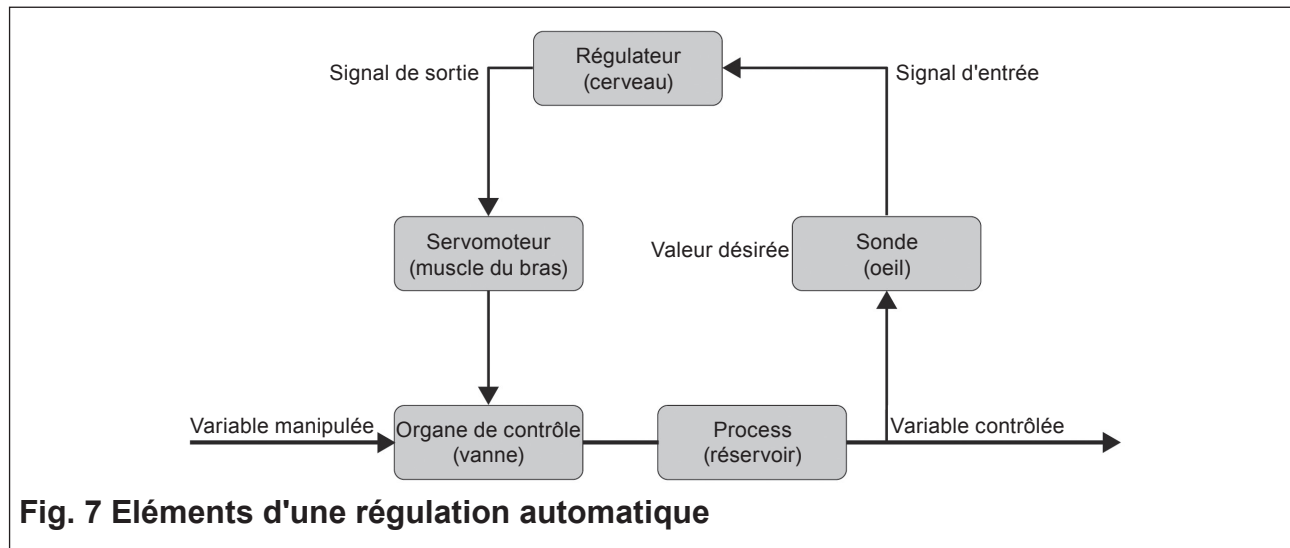 Régulateur
(cerveau)
Signal de sortie
Signal d'entrée
Servomoteur
(muscle du bras)
Valeur désirée
Sonde
(oeil)
Variable manipulée
Organe de contrôle
(vanne)
Process
(réservoir)
Variable contrôlée
Fig. 7 Eléments d'une régulation automatique